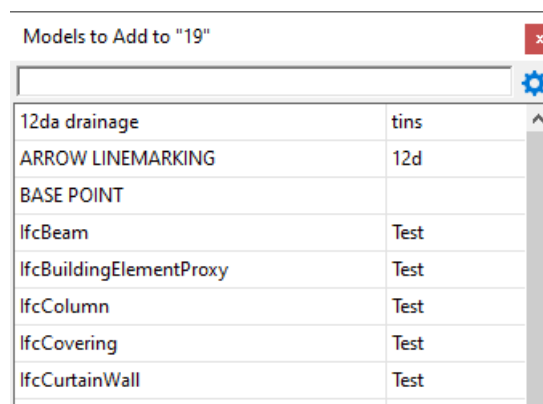 Models to Add to "19"
x
12da drainage tins
ARROW LINEMARKING 12d
BASE POINT
IfcBeam Test
IfcBuildingElementProxy Test
IfcColumn Test
IfcCovering Test
IfcCurtainWall Test